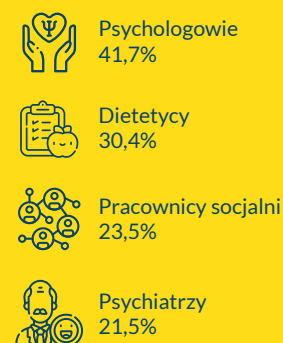 Psychologowie
41,7%
Dietetycy
30,4%
Pracownicy socjalni
23,5%
Psychiatrzy
21,5%